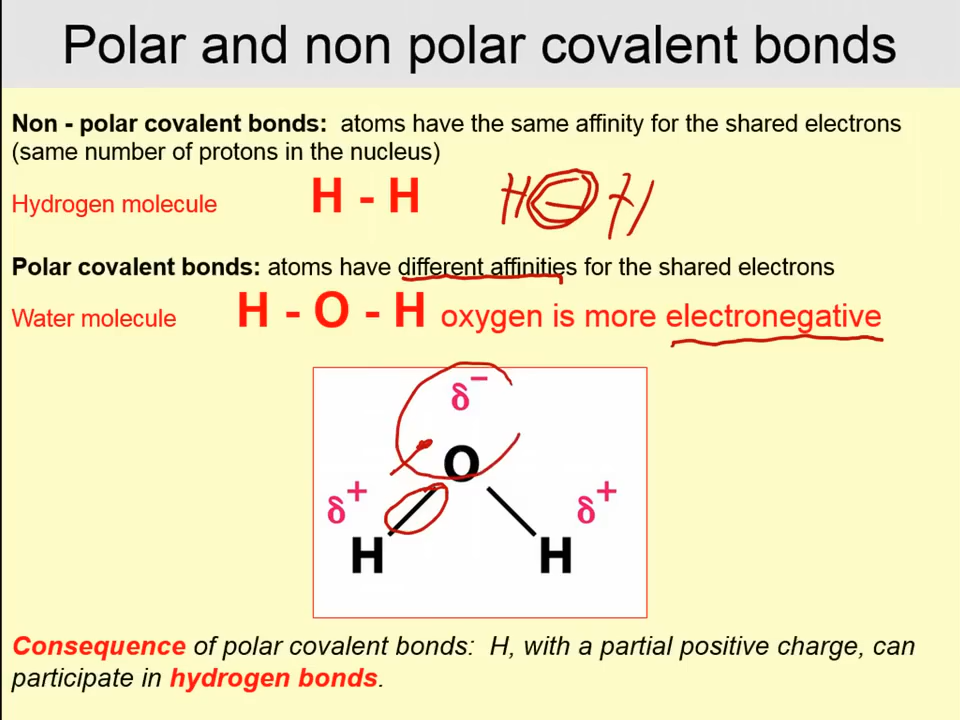 Polar and non polar covalent bonds
Non - polar covalent bonds: atoms have the same affinity for the shared electrons
(same number of protons in the nucleus)
Hydrogen molecule H - H H - H
Polar covalent bonds: atoms have different affinities for the shared electrons
Water molecule H - O - H oxygen is more electronegative
δ−
O
δ+ δ+
H H
Consequence of polar covalent bonds: H, with a partial positive charge, can
participate in hydrogen bonds.